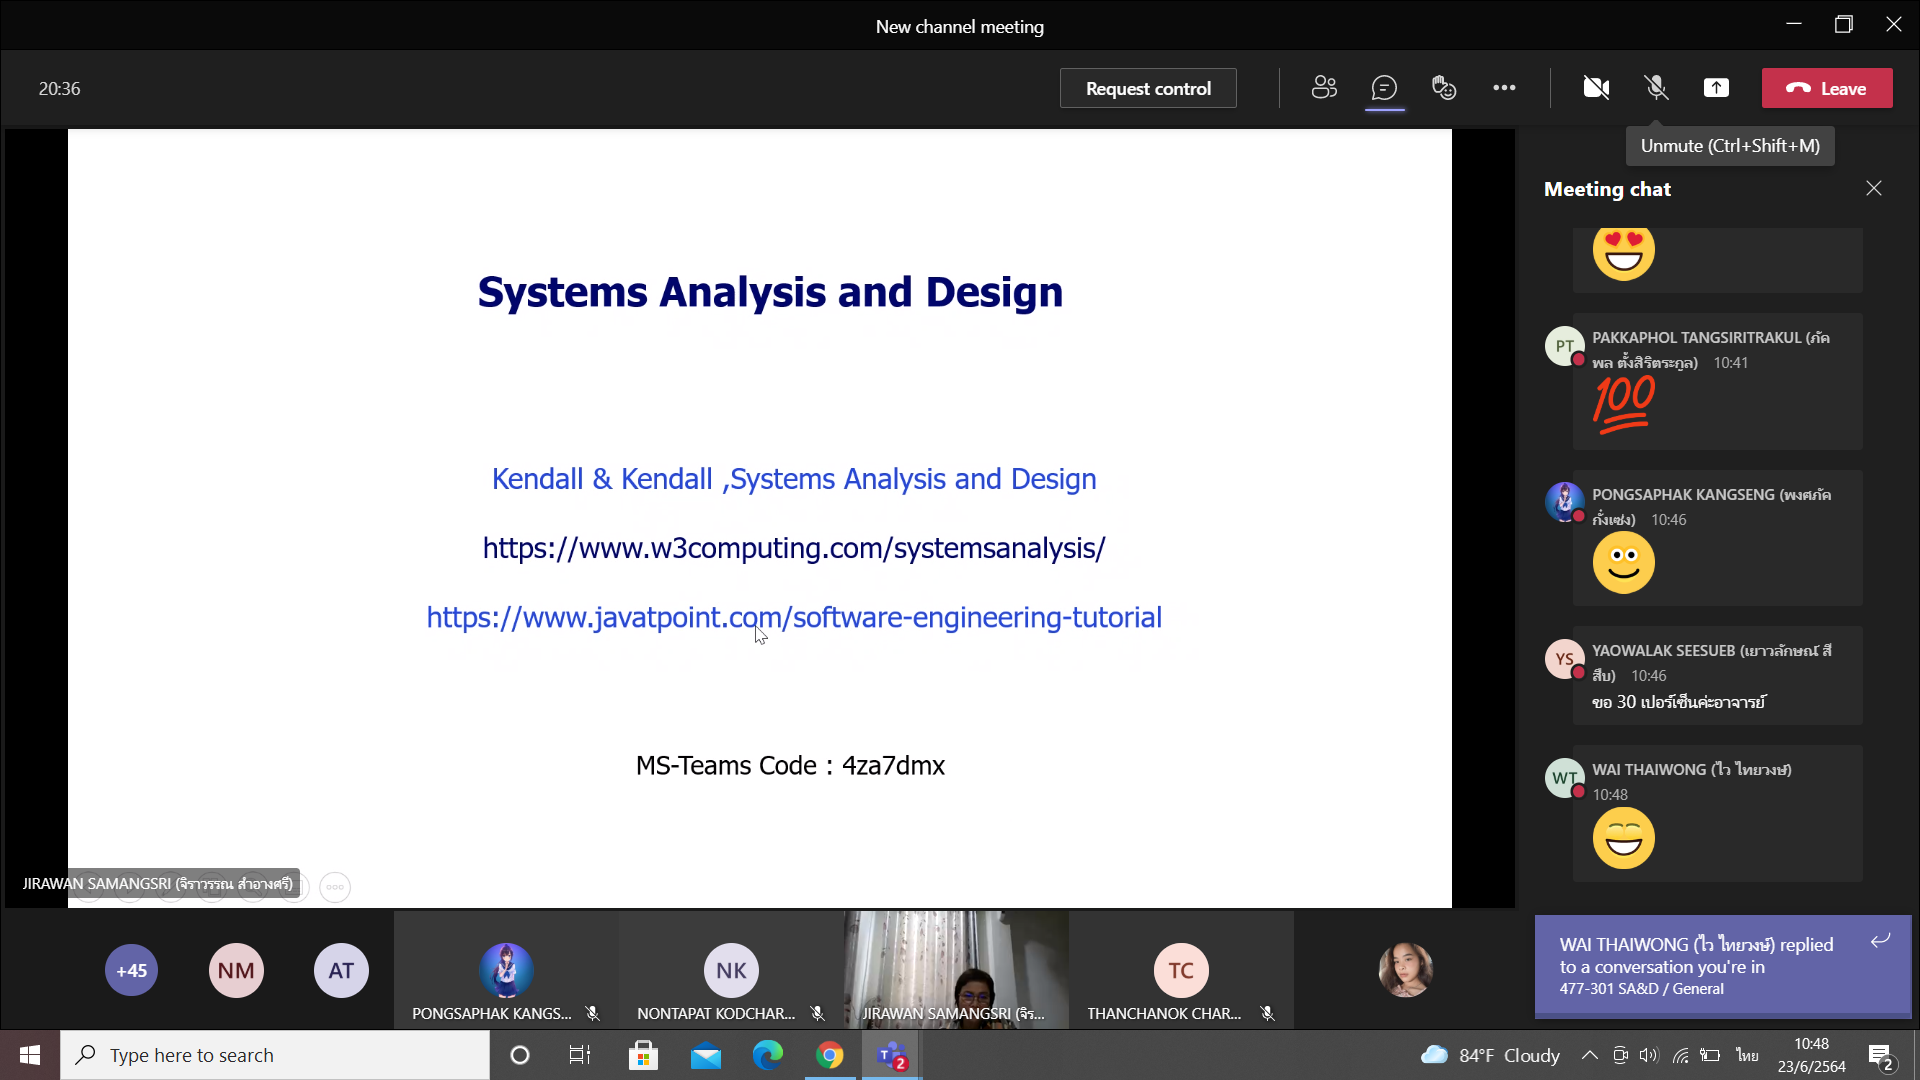 New channel meeting
20:36
Request control
Leave
Unmute (Ctrl+Shift+M)
Systems Analysis and Design
Kendall & Kendall ,Systems Analysis and Design
https://www.w3computing.com/systemsanalysis/
https://www.javatpoint.com/software-engineering-tutorial
MS-Teams Code : 4za7dmx
JIRAWAN SAMANGSRI (จิราวรรณ สำอางศรี)
Meeting chat
PT
PAKKAPHOL TANGSIRITRAKUL (ภัค
พล ตั้งสิริตระกูล) 10:41
100
PONGSAPHAK KANGSENG (พงศภัค
กั่งเซ่ง) 10:46
YS
YAOWALAK SEESUEB (เยาวลักษณ์ สี
สืบ) 10:46
ขอ 30 เปอร์เซ็นค่ะอาจารย์
WT
WAI THAIWONG (ไว ไทยวงษ์)
10:48
+45
NM
AT
PONGSAPHAK KANGS...
NK
NONTAPAT KODCHAR...
JIRAWAN SAMANGSRI (จิร...
TC
THANCHANOK CHAR...
WAI THAIWONG (ไว ไทยวงษ์) replied
to a conversation you're in
477-301 SA&D / General
Type here to search
T
2
84°F Cloudy
ไทย
10:48
23/6/2564
2